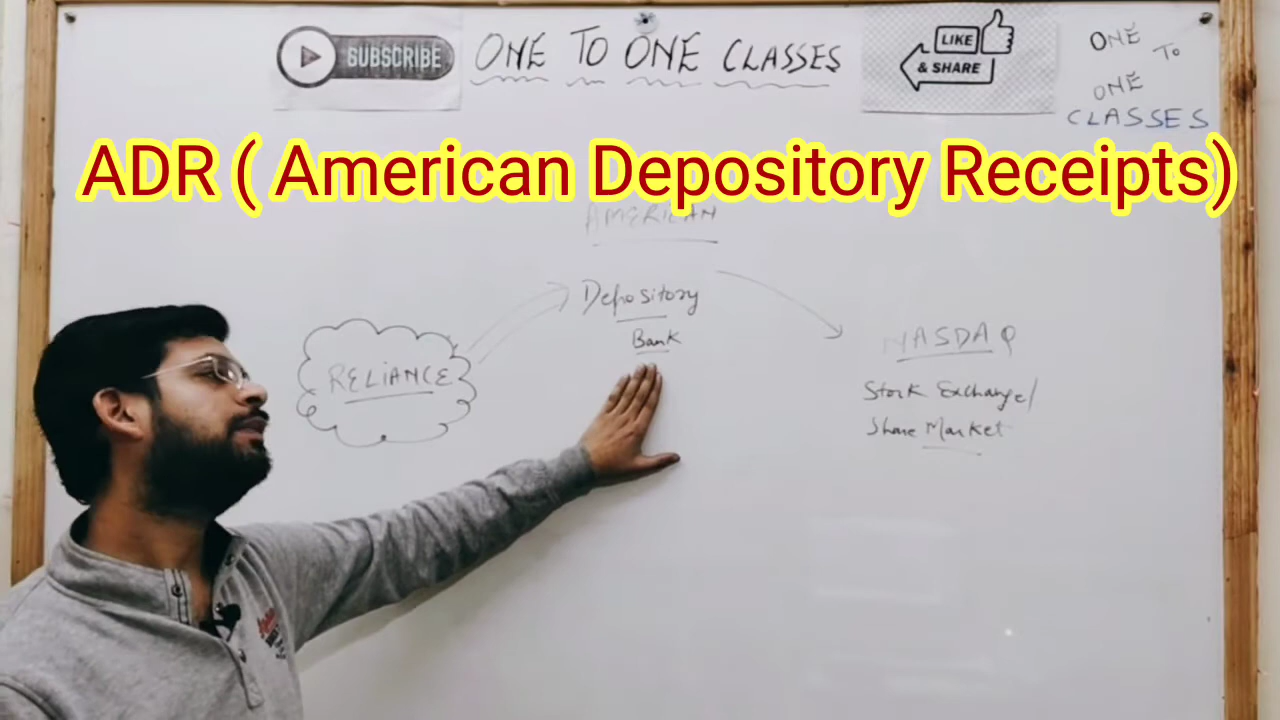 SUBSCRIBE
ONE TO ONE CLASSES
LIKE
& SHARE
ONE
TO
ONE
CLASSES
ADR ( American Depository Receipts)
AMERICAN
Depository
Bank
RELIANCE
NASDAQ
Stock Exchange/
Share Market